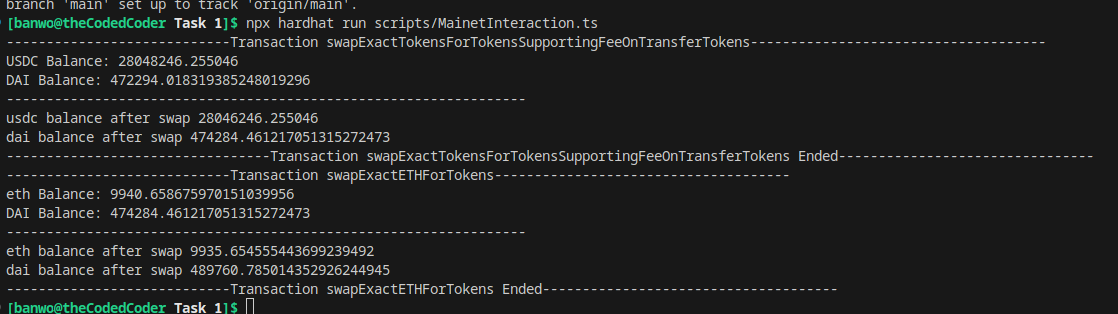 branch 'main' set up to track 'origin/main'.
[banwo@theCodedCoder Task 1]$ npx hardhat run scripts/MainetInteraction.ts
----------------------------Transaction swapExactTokensForTokensSupportingFeeOnTransferTokens-------------------------------------
USDC Balance: 28048246.255046
DAI Balance: 472294.018319385248019296
-----------------------------------------------------------------
usdc balance after swap 28046246.255046
dai balance after swap 474284.461217051315272473
---------------------------------Transaction swapExactTokensForTokensSupportingFeeOnTransferTokens Ended--------------------------------
----------------------------Transaction swapExactETHForTokens-------------------------------------
eth Balance: 9940.658675970151039956
DAI Balance: 474284.461217051315272473
-----------------------------------------------------------------
eth balance after swap 9935.654555443699239492
dai balance after swap 489760.785014352926244945
----------------------------Transaction swapExactETHForTokens Ended-------------------------------------
[banwo@theCodedCoder Task 1]$